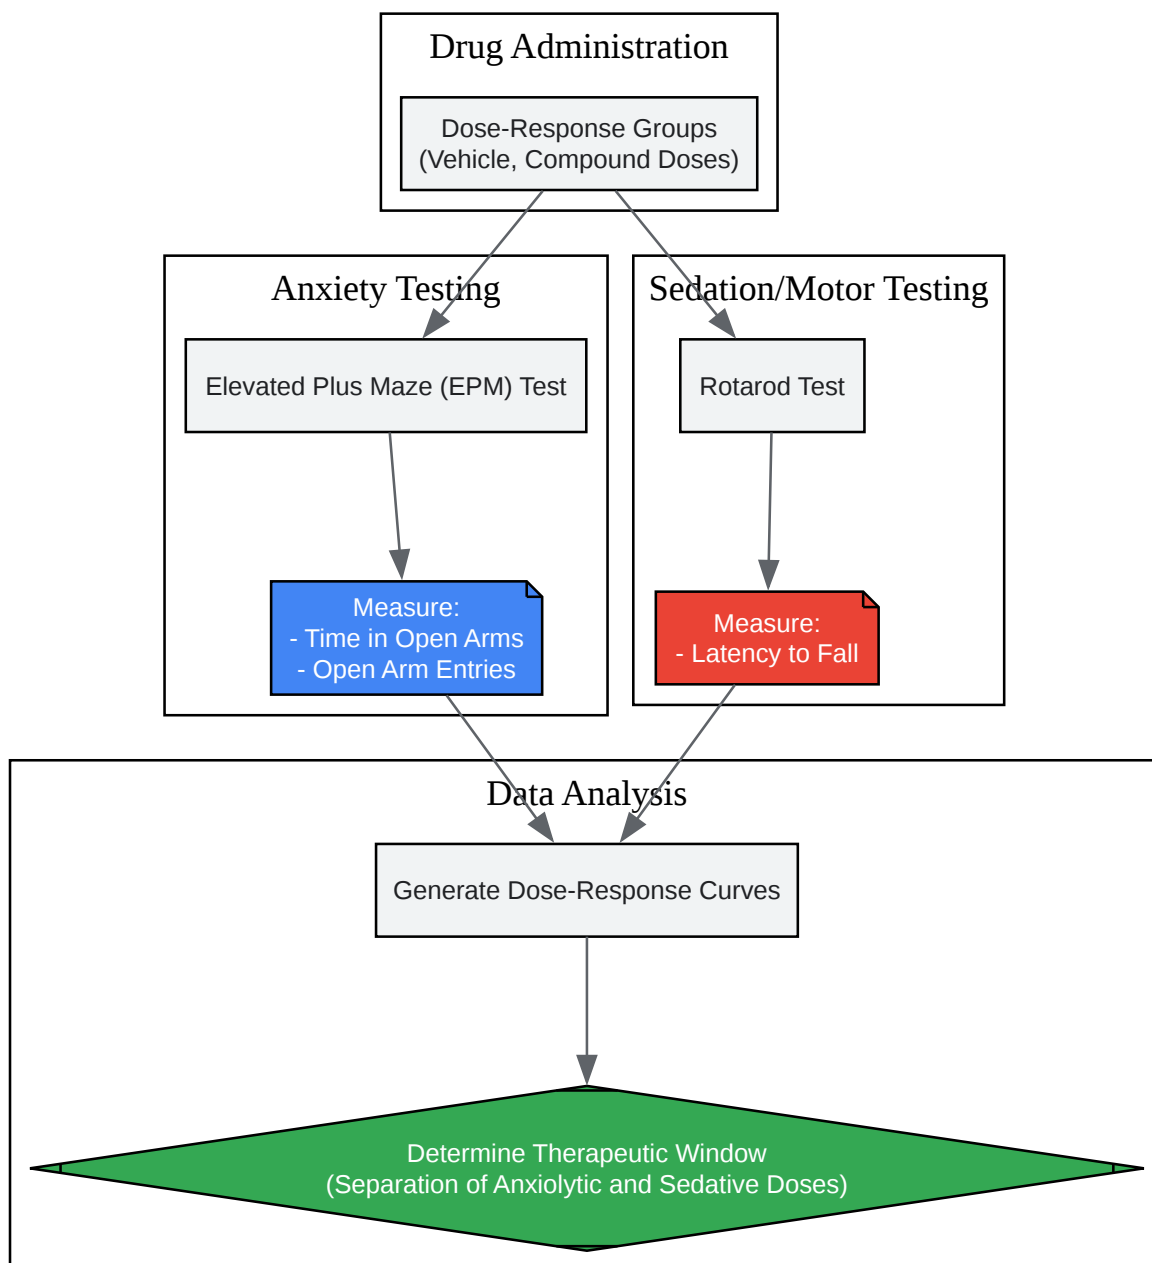 Drug Administration
Dose-Response Groups
(Vehicle, Compound Doses)
Anxiety Testing
Elevated Plus Maze (EPM) Test
Measure:
- Time in Open Arms
- Open Arm Entries
Sedation/Motor Testing
Rotarod Test
Measure:
- Latency to Fall
Data Analysis
Generate Dose-Response Curves
Determine Therapeutic Window
(Separation of Anxiolytic and Sedative Doses)